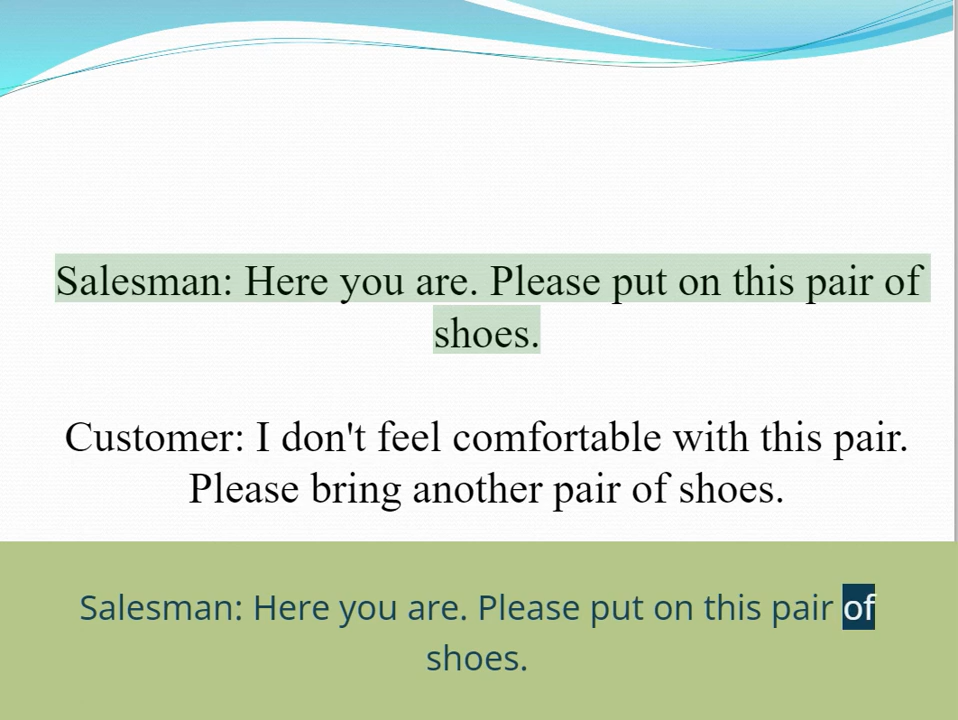 Salesman: Here you are. Please put on this pair of
shoes.
Customer: I don't feel comfortable with this pair.
Please bring another pair of shoes.
Salesman: Here you are. Please put on this pair of
shoes.